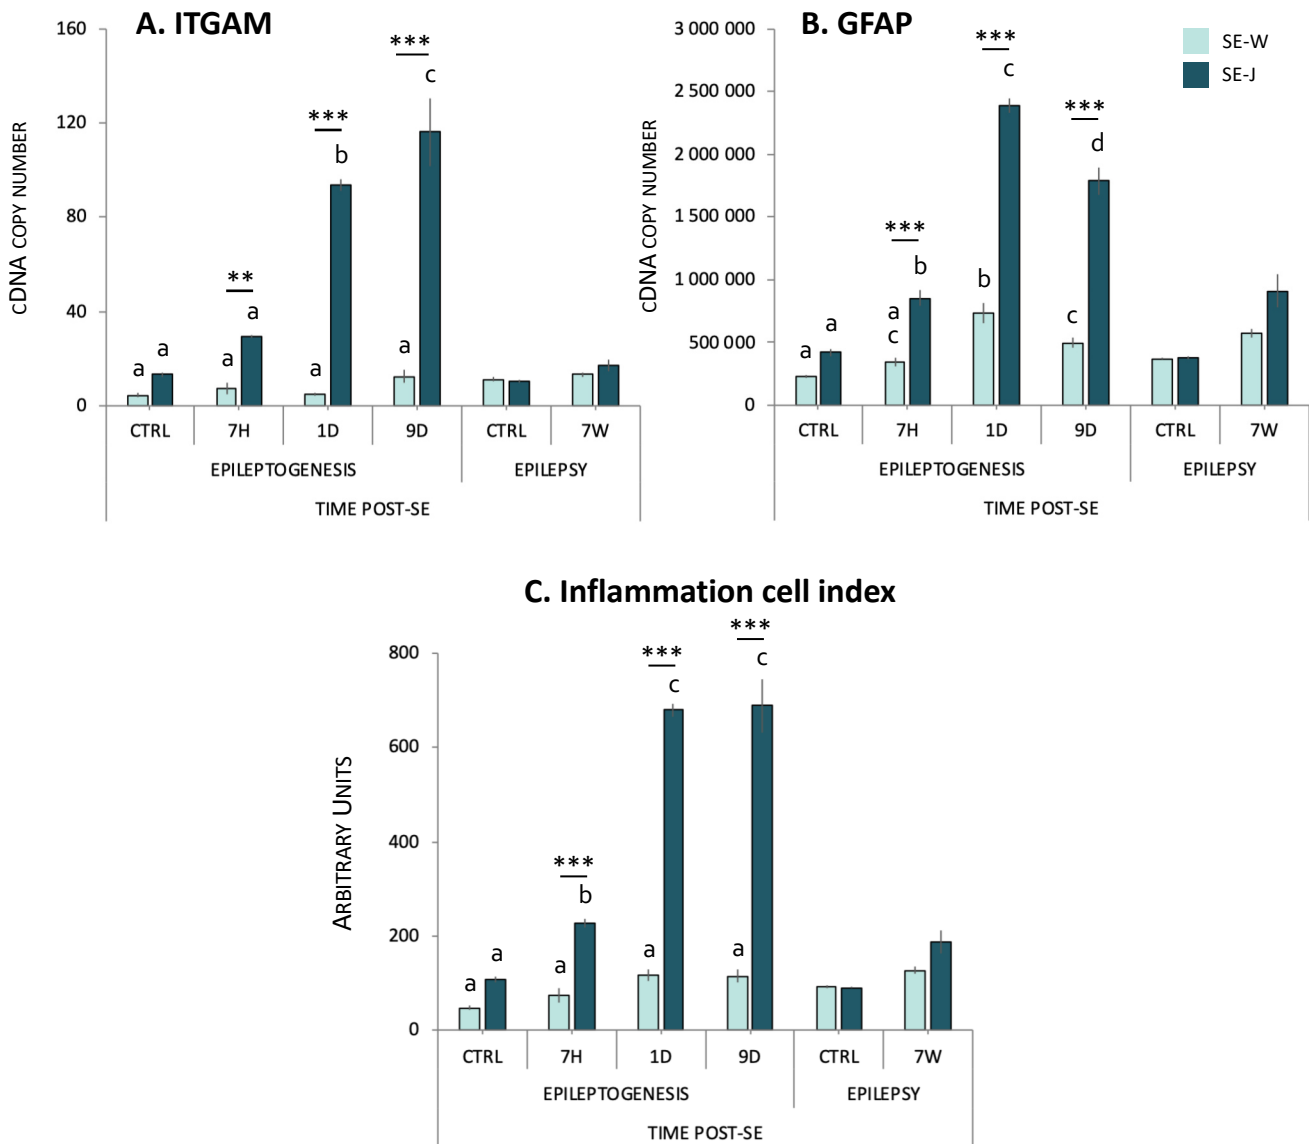 A. ITGAM
CDNA COPY NUMBER
160
120
80
40
0
a
a
a
**
a
a
***
b
a
***
c
CTRL
7H
1D
9D
CTRL
7W
EPILEPTOGENESIS
EPILEPSY
TIME POST-SE
B. GFAP
SE-W
SE-J
CDNA COPY NUMBER
3 000 000
2 500 000
2 000 000
1 500 000
1 000 000
500 000
0
a
a
a
c
***
b
b
***
c
c
***
d
CTRL
7H
1D
9D
CTRL
7W
EPILEPTOGENESIS
EPILEPSY
TIME POST-SE
C. Inflammation cell index
ARBITRARY UNITS
800
600
400
200
0
a
a
a
***
b
a
***
c
a
***
c
CTRL
7H
1D
9D
CTRL
7W
EPILEPTOGENESIS
EPILEPSY
TIME POST-SE